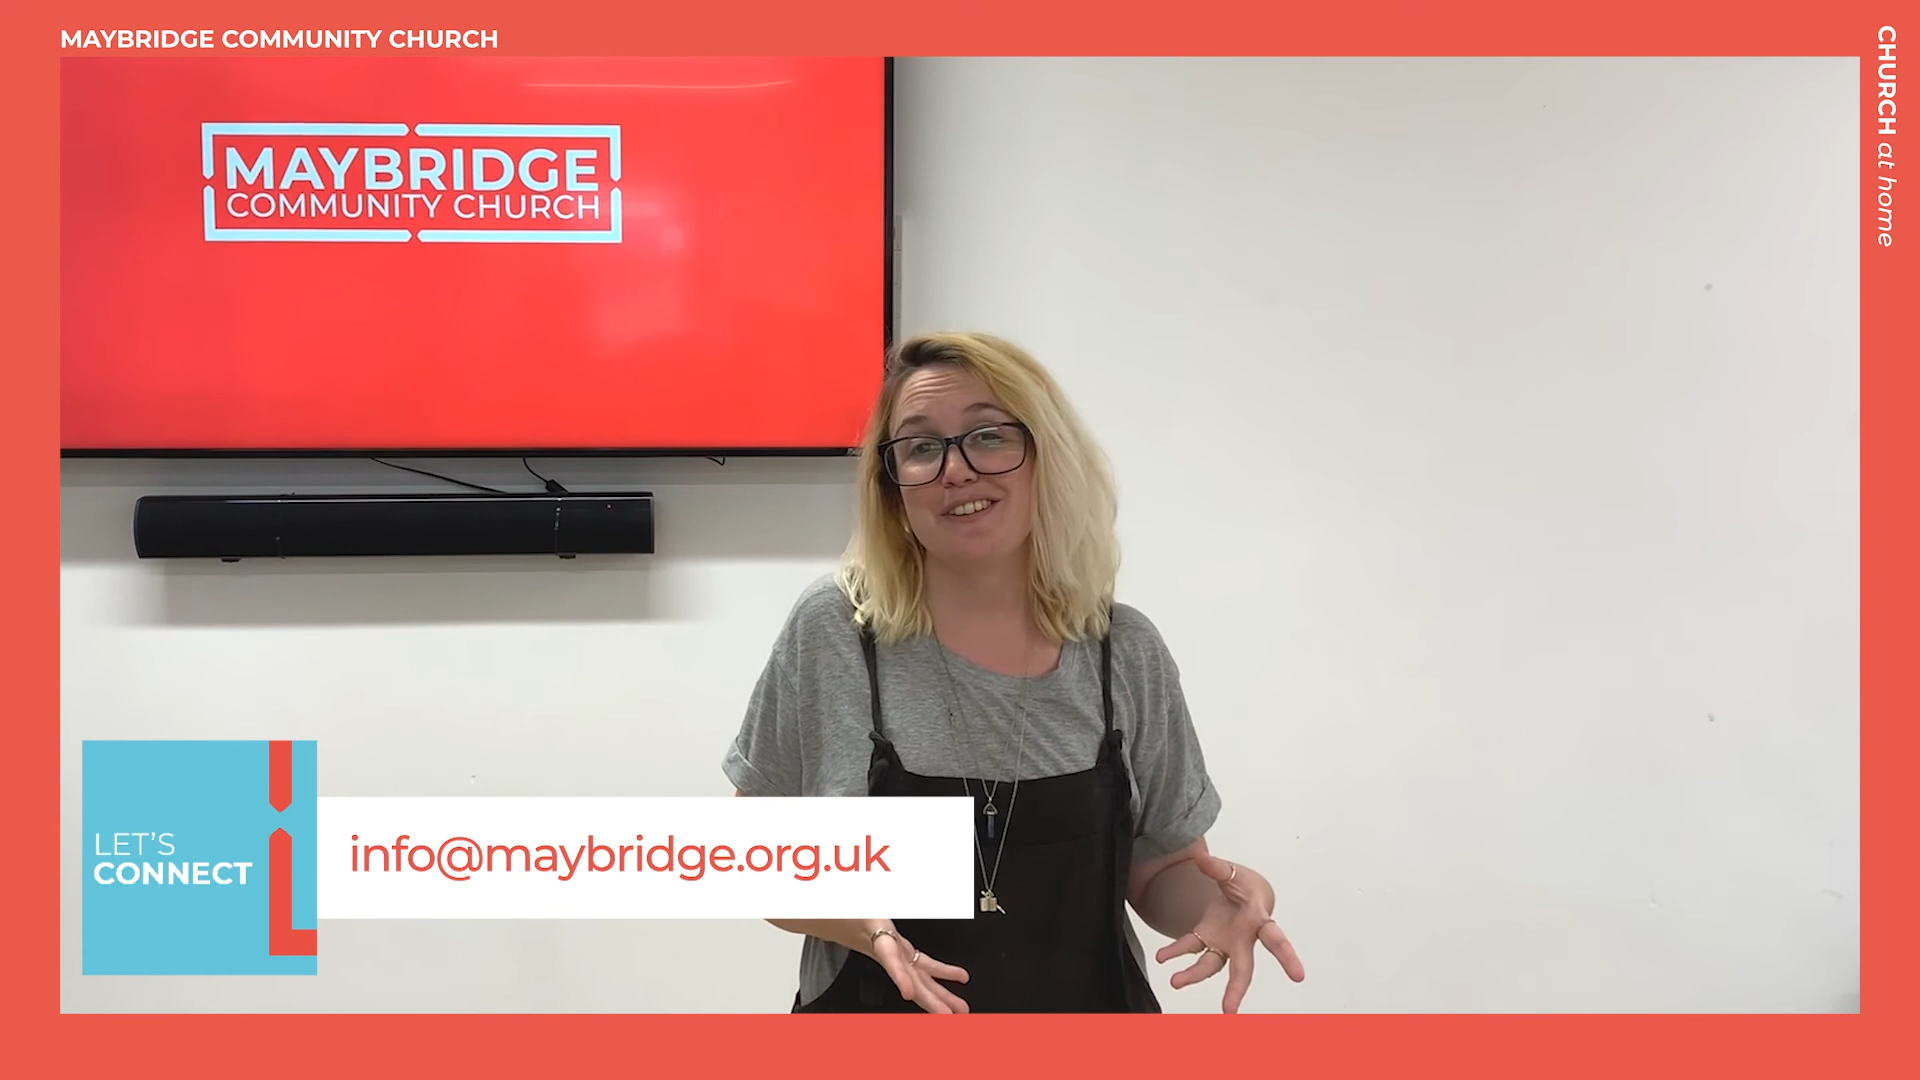 MAYBRIDGE COMMUNITY CHURCH
CHURCH at home
MAYBRIDGE
COMMUNITY CHURCH
LET'S
CONNECT
info@maybridge.org.uk